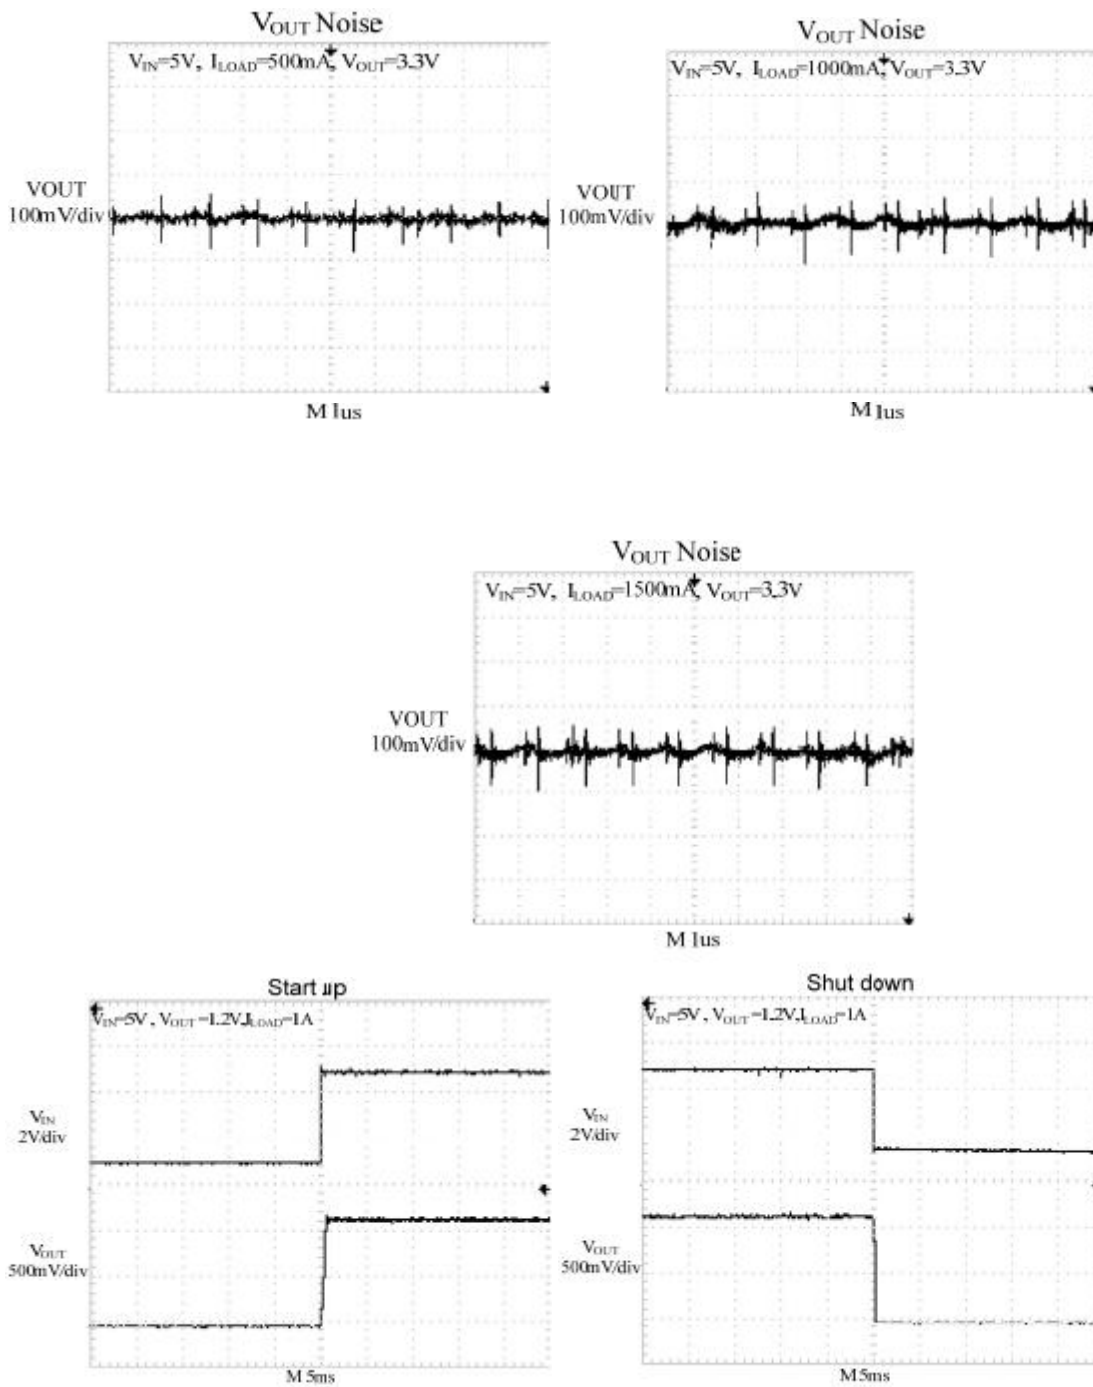 VOUT Noise
VIN=5V, ILOAD=500mA, VOUT=3.3V
VOUT
100mV/div
M 1us
VOUT Noise
VIN=5V, ILOAD=1000mA, VOUT=3.3V
VOUT
100mV/div
M 1us
VOUT Noise
VIN=5V, ILOAD=1500mA, VOUT=3.3V
VOUT
100mV/div
M 1us
Start up
VIN=5V, VOUT=1.2V,ILOAD=1A
VIN
2V/div
VOUT
500mV/div
M 5ms
Shut down
VIN=5V, VOUT=1.2V,ILOAD=1A
VIN
2V/div
VOUT
500mV/div
M 5ms